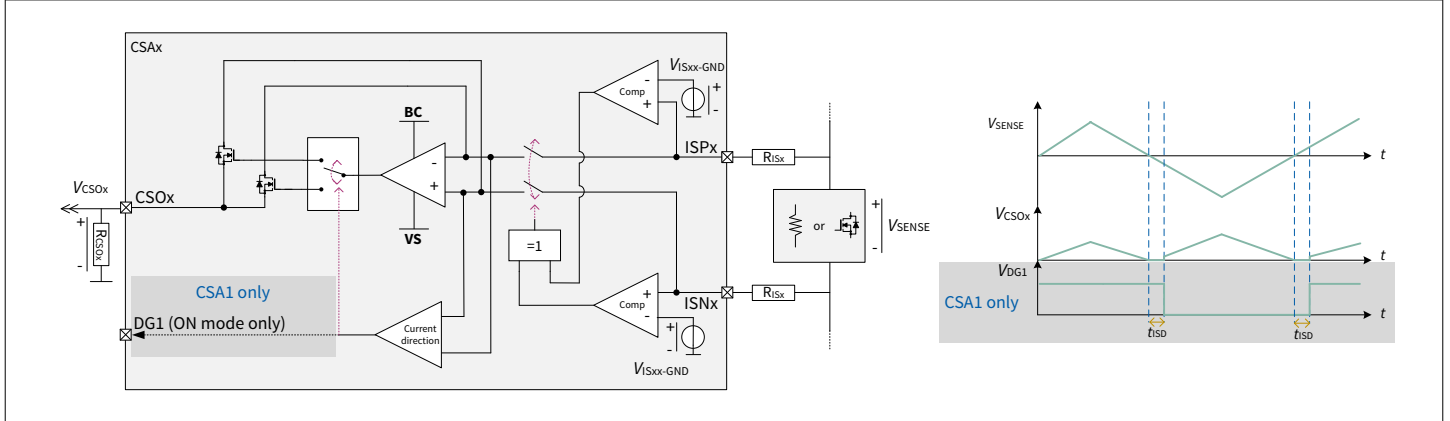 CSAx
BC
-
+
VS
VCSOx
CSOx
+
-
RCSOx
CSA1 only
DG1 (ON mode only)
Current
direction
=1
Comp
-
+
VISxx-GND
+
-
ISPx
RISx
or
+
-
VSENSE
Comp
+
-
ISNx
RISx
+
-
VISxx-GND
VSENSE
t
VCSOx
t
VDG1
CSA1 only
t
tISD
tISD